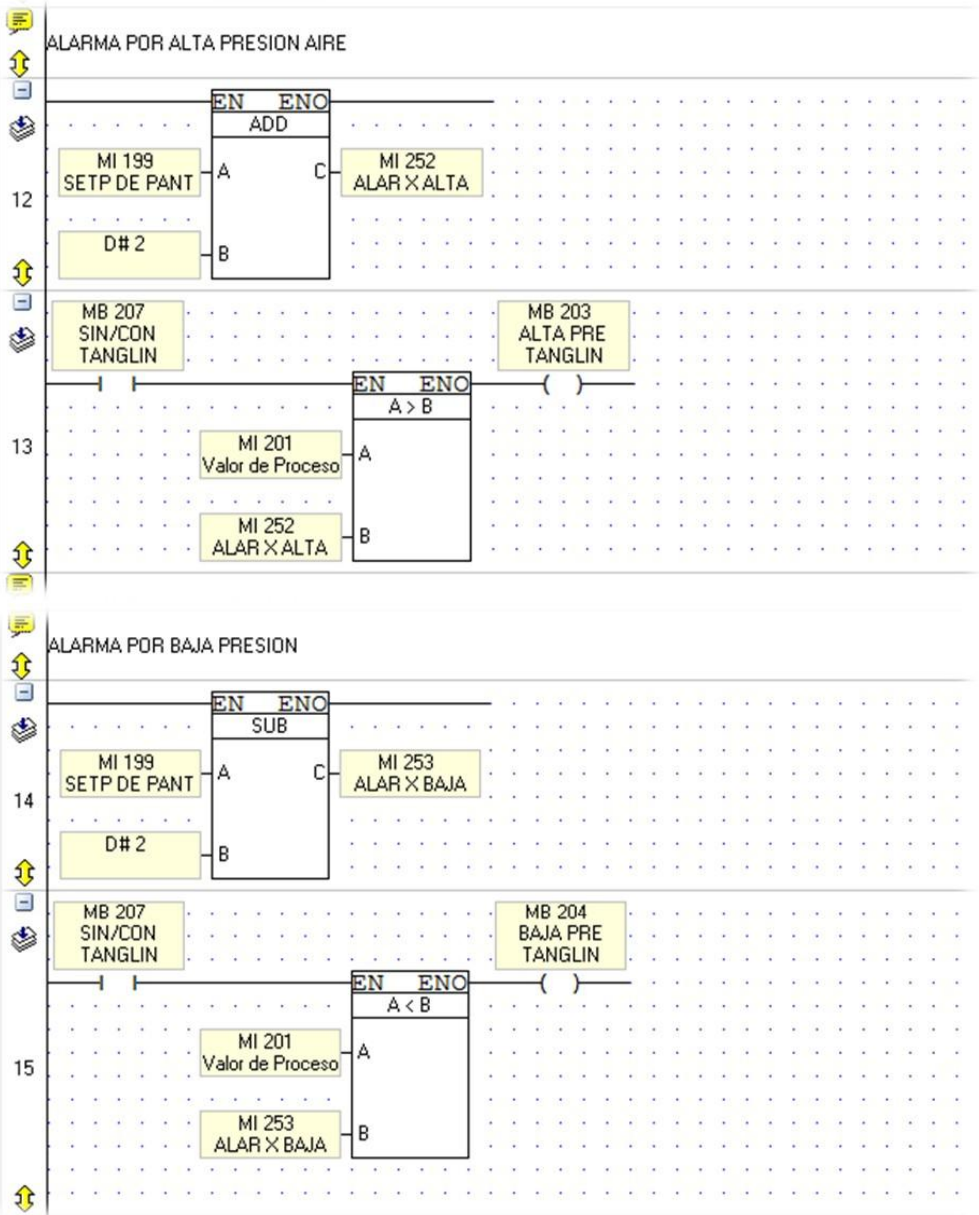 ALARMA POR ALTA PRESION AIRE
EN ENO
ADD
MI 199
SETP DE PANT
A
C
MI 252
ALAR X ALTA
12
D# 2
B
MB 207
SIN/CON
TANGLIN
MB 203
ALTA PRE
TANGLIN
EN ENO
A > B
13
MI 201
Valor de Proceso
A
MI 252
ALAR X ALTA
B
ALARMA POR BAJA PRESION
EN ENO
SUB
MI 199
SETP DE PANT
A
C
MI 253
ALAR X BAJA
14
D# 2
B
MB 207
SIN/CON
TANGLIN
MB 204
BAJA PRE
TANGLIN
EN ENO
A < B
15
MI 201
Valor de Proceso
A
MI 253
ALAR X BAJA
B